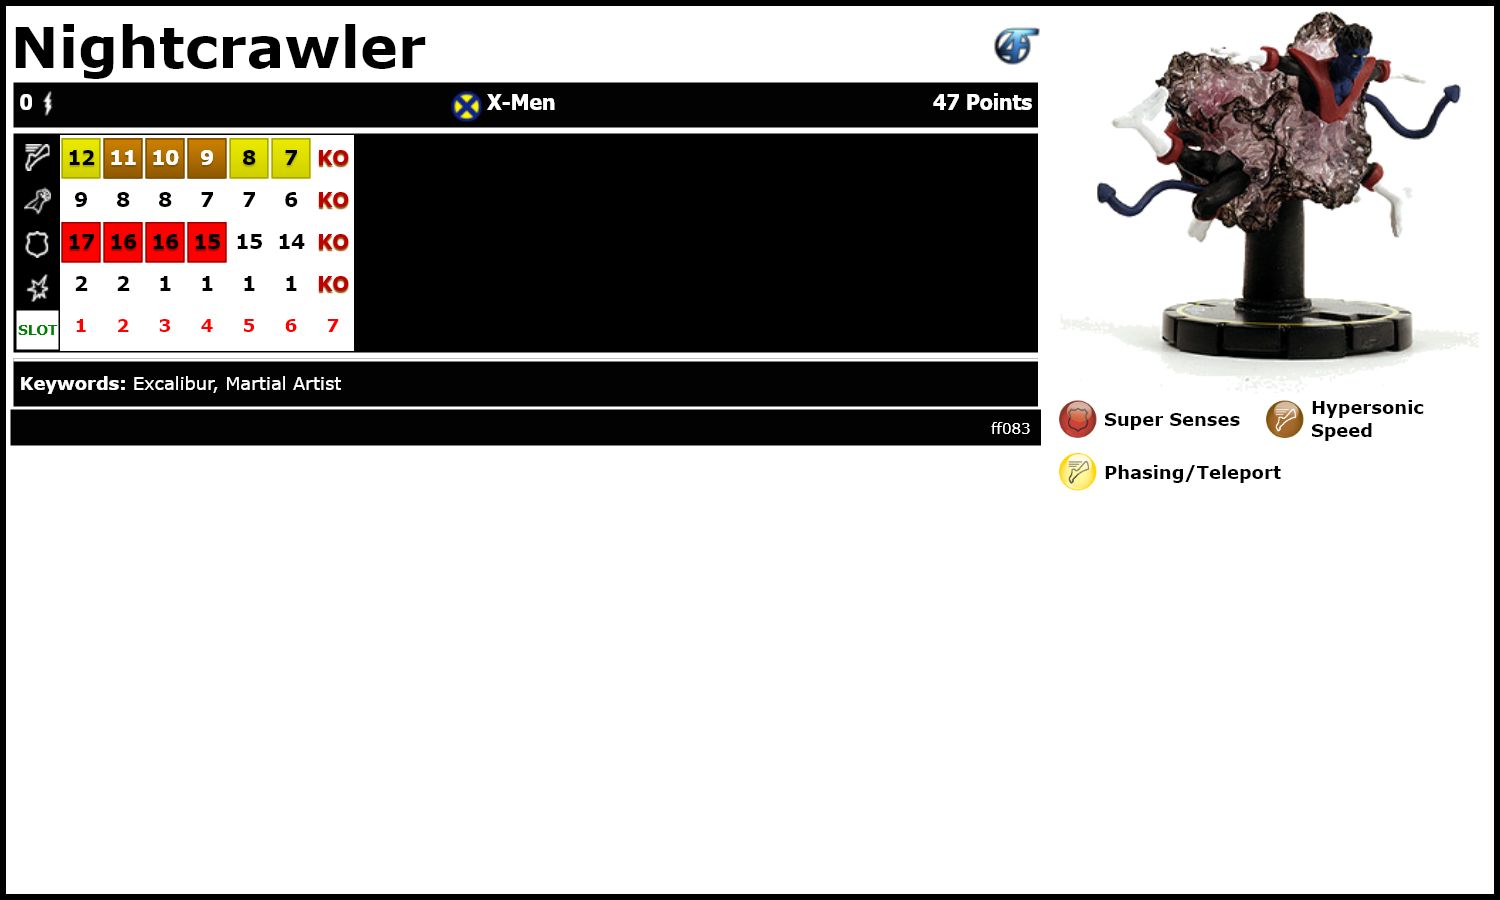 Nightcrawler
0 X-Men 47 Points
12 11 10 9 8 7 KO
9 8 8 7 7 6 KO
17 16 16 15 15 14 KO
2 2 1 1 1 1 KO
SLOT 1 2 3 4 5 6 7
Keywords: Excalibur, Martial Artist
ff083
Super Senses
Hypersonic
Speed
Phasing/Teleport